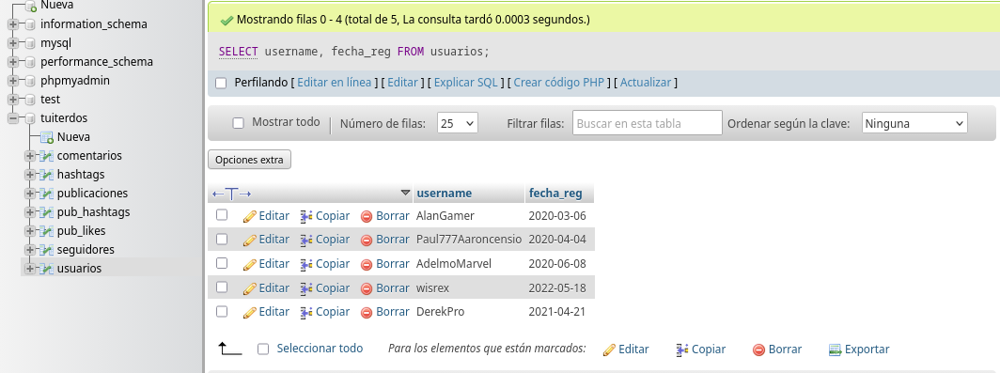 Nueva
information_schema
mysql
performance_schema
phpmyadmin
test
tuiterdos
Nueva
comentarios
hashtags
publicaciones
pub_hashtags
pub_likes
seguidores
usuarios
Mostrando filas 0 - 4 (total de 5, La consulta tardó 0.0003 segundos.)
SELECT username, fecha_reg FROM usuarios;
Perfilando [ Editar en línea ] [ Editar ] [ Explicar SQL ] [ Crear código PHP ] [ Actualizar ]
Mostrar todo Número de filas: 25 Filtrar filas: Buscar en esta tabla Ordenar según la clave: Ninguna
Opciones extra
←T→ username fecha_reg
Editar Copiar Borrar AlanGamer 2020-03-06
Editar Copiar Borrar Paul777Aaroncensio 2020-04-04
Editar Copiar Borrar AdelmoMarvel 2020-06-08
Editar Copiar Borrar wisrex 2022-05-18
Editar Copiar Borrar DerekPro 2021-04-21
Seleccionar todo Para los elementos que están marcados: Editar Copiar Borrar Exportar